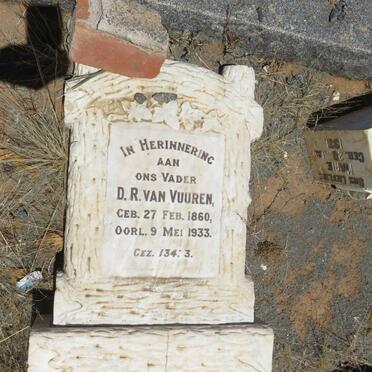 In Herinnering
aan
ons Vader
D. R. van Vuuren,
Geb. 27 Feb. 1860,
Oorl. 9 Mei 1933.
Gez. 134:3.